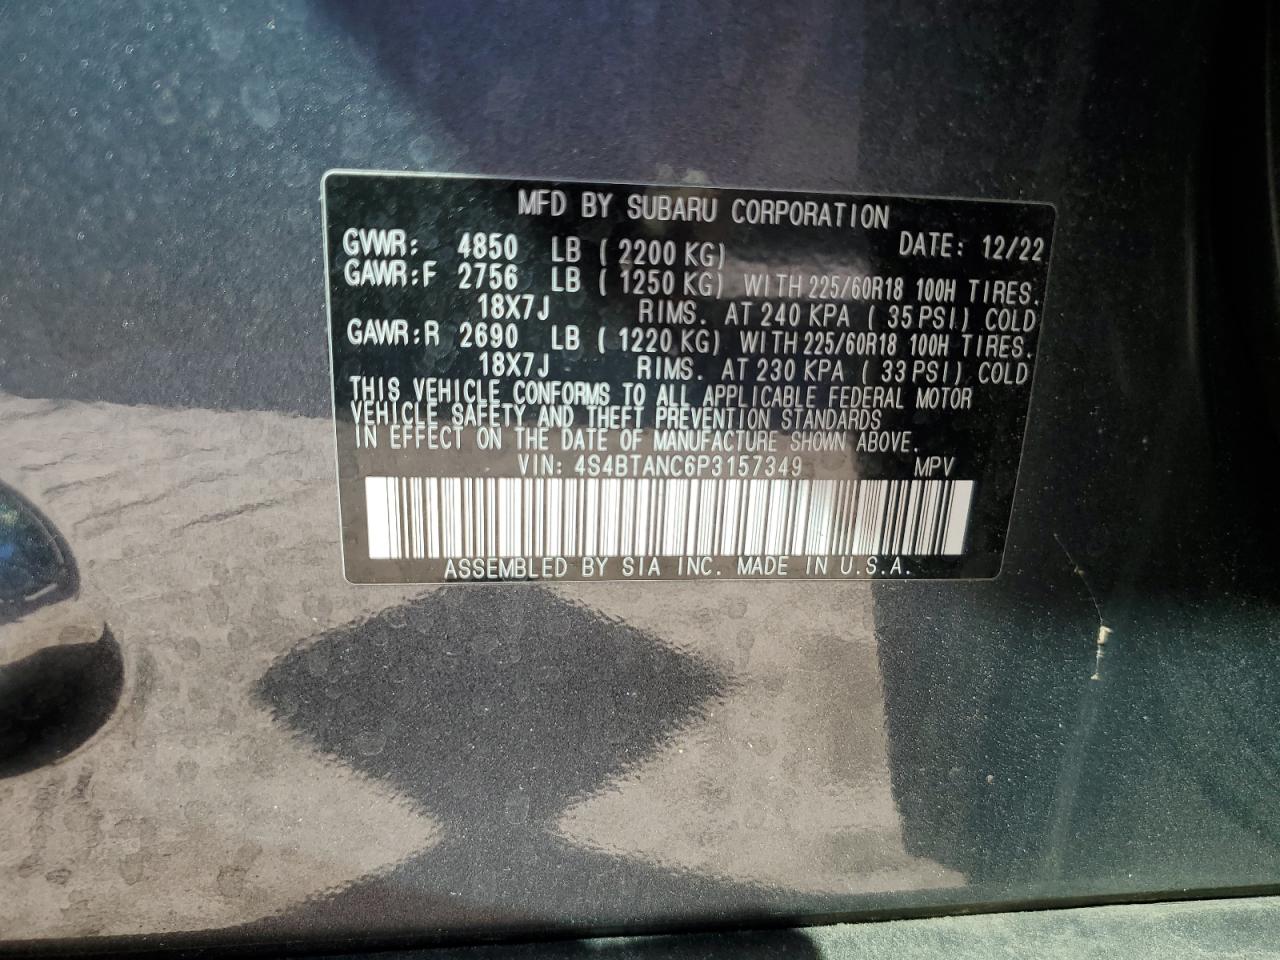 MFD BY SUBARU CORPORATION
GVWR: 4850 LB ( 2200 KG) DATE: 12/22
GAWR:F 2756 LB ( 1250 KG) WITH 225/60R18 100H TIRES.
18X7J RIMS. AT 240 KPA ( 35 PSI) COLD
GAWR:R 2690 LB ( 1220 KG) WITH 225/60R18 100H TIRES.
18X7J RIMS. AT 230 KPA ( 33 PSI) COLD
THIS VEHICLE CONFORMS TO ALL APPLICABLE FEDERAL MOTOR
VEHICLE SAFETY AND THEFT PREVENTION STANDARDS
IN EFFECT ON THE DATE OF MANUFACTURE SHOWN ABOVE.
VIN: 4S4BTANC6P3157349 MPV
ASSEMBLED BY SIA INC. MADE IN U.S.A.